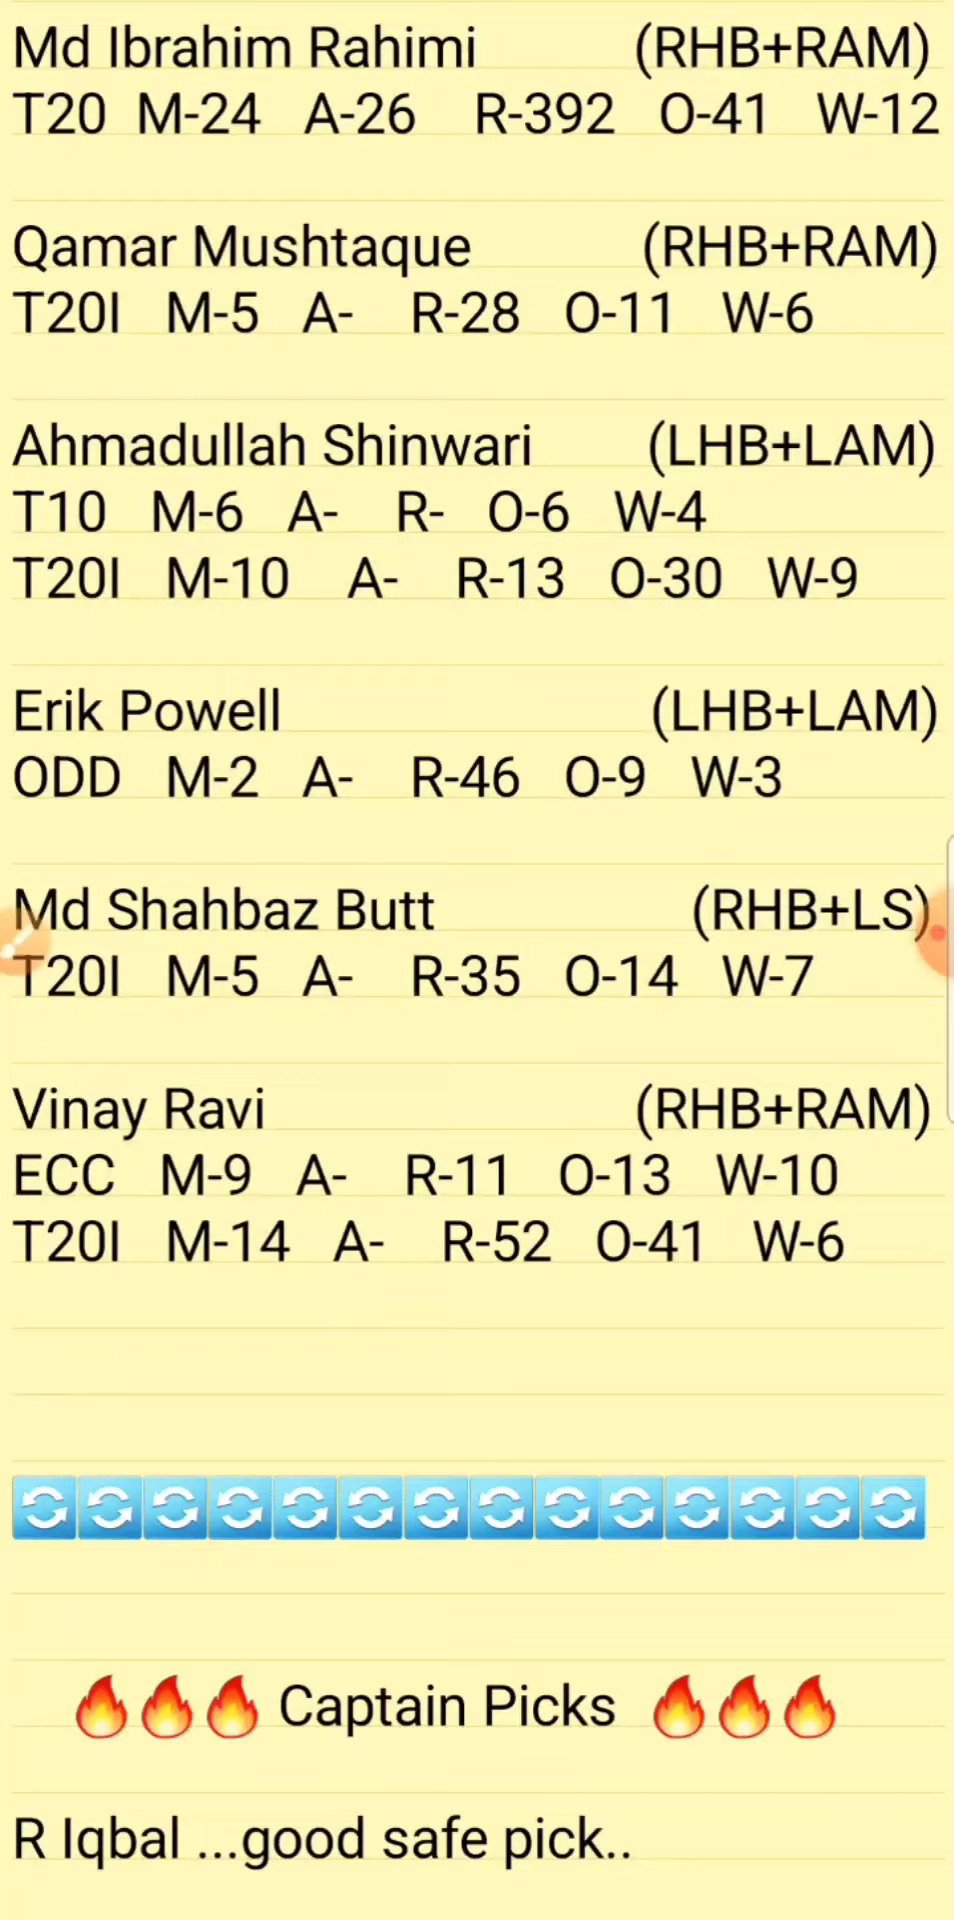 Md Ibrahim Rahimi (RHB+RAM)
T20 M-24 A-26 R-392 O-41 W-12
Qamar Mushtaque (RHB+RAM)
T20I M-5 A- R-28 O-11 W-6
Ahmadullah Shinwari (LHB+LAM)
T10 M-6 A- R- O-6 W-4
T20I M-10 A- R-13 O-30 W-9
Erik Powell (LHB+LAM)
ODD M-2 A- R-46 O-9 W-3
Md Shahbaz Butt (RHB+LS)
T20I M-5 A- R-35 O-14 W-7
Vinay Ravi (RHB+RAM)
ECC M-9 A- R-11 O-13 W-10
T20I M-14 A- R-52 O-41 W-6
🔄🔄🔄🔄🔄🔄🔄🔄🔄🔄🔄🔄🔄🔄
🔥🔥🔥 Captain Picks 🔥🔥🔥
R Iqbal ...good safe pick..